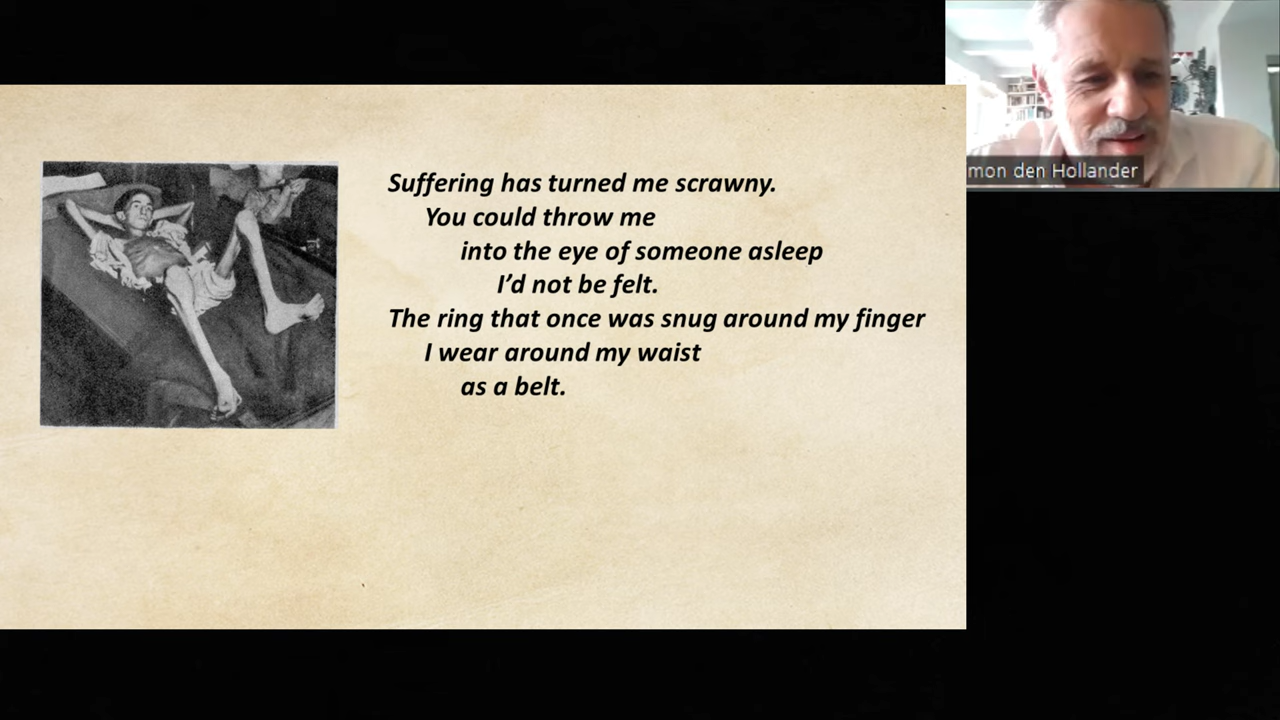 Suffering has turned me scrawny.
You could throw me
into the eye of someone asleep
I’d not be felt.
The ring that once was snug around my finger
I wear around my waist
as a belt.
mon den Hollander